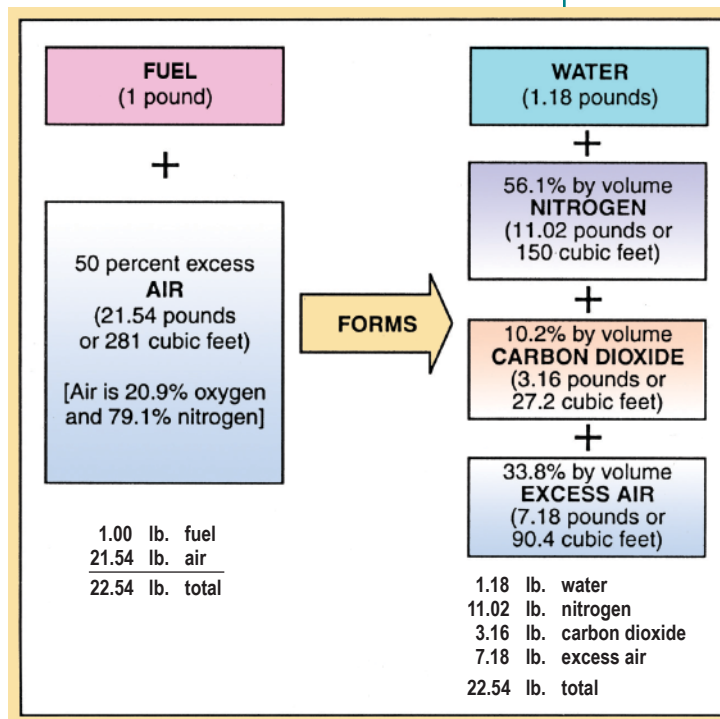 FUEL
(1 pound)
+
50 percent excess
AIR
(21.54 pounds
or 281 cubic feet)
[Air is 20.9% oxygen
and 79.1% nitrogen]
1.00 lb. fuel
21.54 lb. air
22.54 lb. total
FORMS
WATER
(1.18 pounds)
+
56.1% by volume
NITROGEN
(11.02 pounds or
150 cubic feet)
+
10.2% by volume
CARBON DIOXIDE
(3.16 pounds or
27.2 cubic feet)
+
33.8% by volume
EXCESS AIR
(7.18 pounds or
90.4 cubic feet)
1.18 lb. water
11.02 lb. nitrogen
3.16 lb. carbon dioxide
7.18 lb. excess air
22.54 lb. total